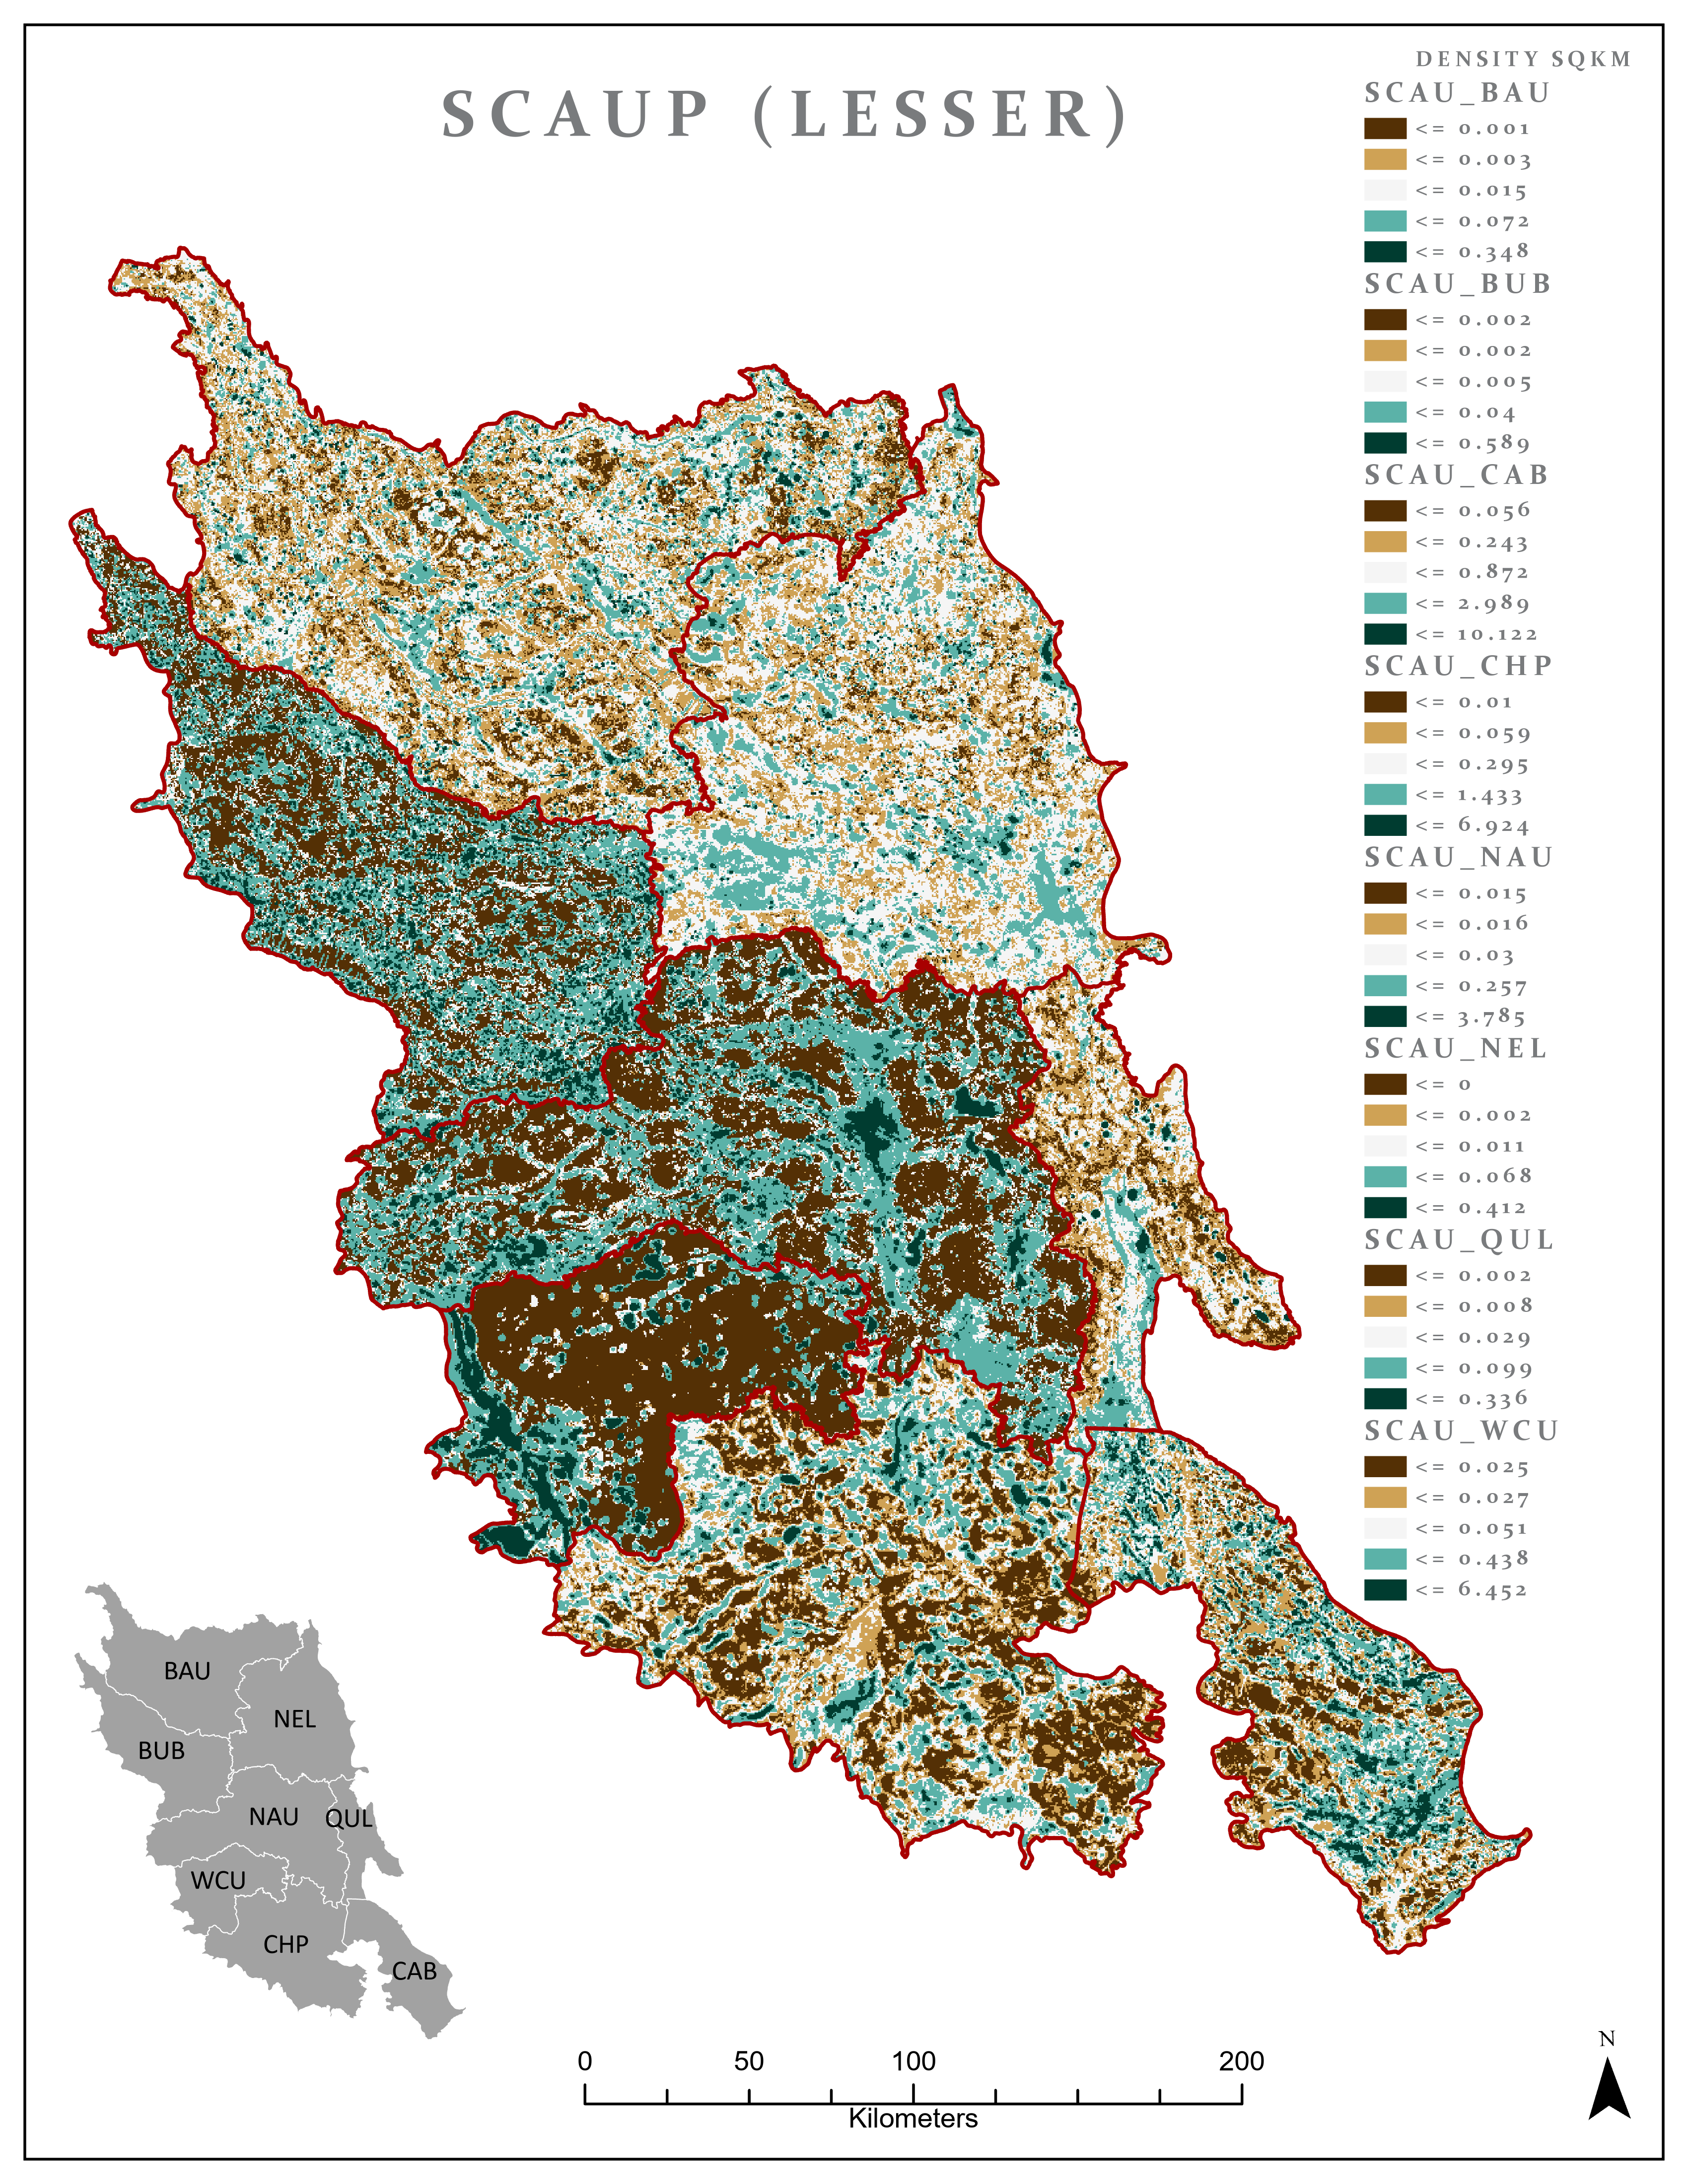 DENSITY SQKM
SCAUP (LESSER)
SCAU_BAU
<= 0.001
<= 0.003
<= 0.015
<= 0.072
<= 0.348
SCAU_BUB
<= 0.002
<= 0.002
<= 0.005
<= 0.04
<= 0.589
SCAU_CAB
<= 0.056
<= 0.243
<= 0.872
<= 2.989
<= 10.122
SCAU_CHP
<= 0.01
<= 0.059
<= 0.295
<= 1.433
<= 6.924
SCAU_NAU
<= 0.015
<= 0.016
<= 0.03
<= 0.257
<= 3.785
SCAU_NEL
<= 0
<= 0.002
<= 0.011
<= 0.068
<= 0.412
SCAU_QUL
<= 0.002
<= 0.008
<= 0.029
<= 0.099
<= 0.336
SCAU_WCU
<= 0.025
<= 0.027
<= 0.051
<= 0.438
<= 6.452
BAU
NEL
BUB
NAU QUL
WCU
CHP
CAB
N
0 50 100 200
Kilometers